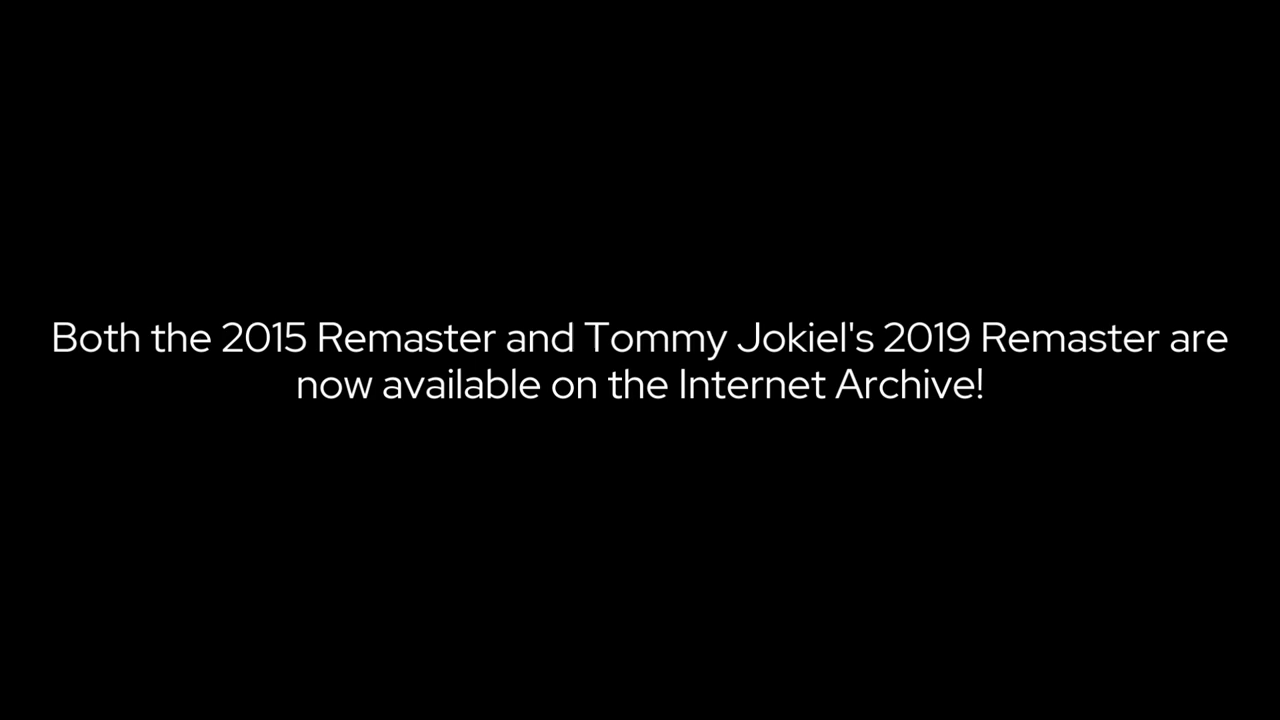 Both the 2015 Remaster and Tommy Jokiel's 2019 Remaster are
now available on the Internet Archive!